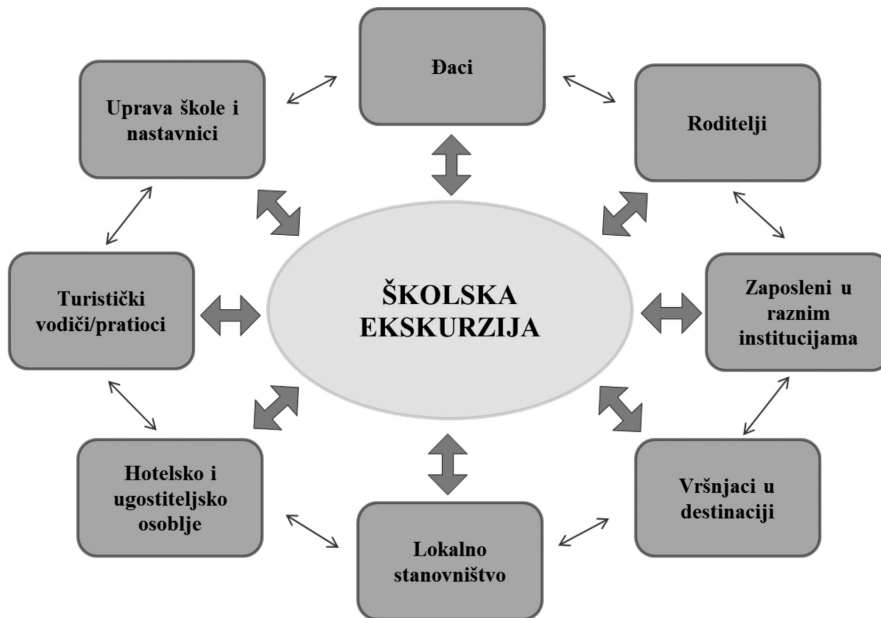 Đaci
Uprava škole i
nastavnici
Roditelji
Turistički
vodiči/pratioci
ŠKOLSKA
EKSKURZIJA
Zaposleni u
raznim
institucijama
Hotelsko i
ugostiteljsko
osoblje
Vršnjaci u
destinaciji
Lokalno
stanovništvo